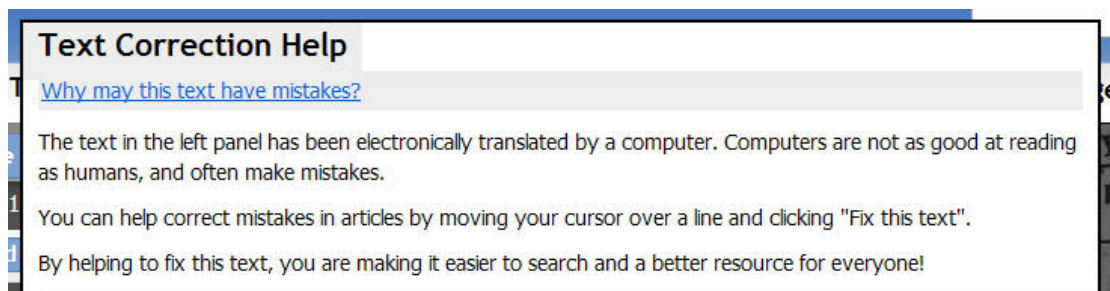 Text Correction Help
Why may this text have mistakes?
The text in the left panel has been electronically translated by a computer. Computers are not as good at reading
as humans, and often make mistakes.
You can help correct mistakes in articles by moving your cursor over a line and clicking "Fix this text".
By helping to fix this text, you are making it easier to search and a better resource for everyone!